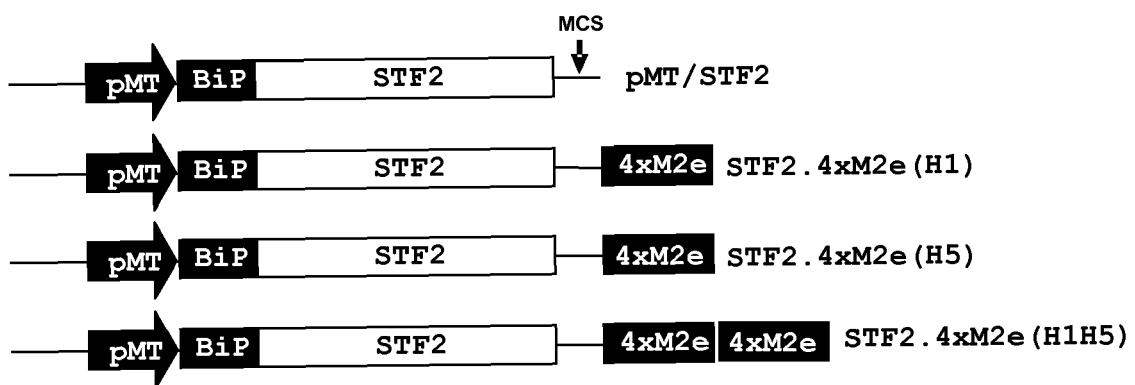 MCS
pMT BiP STF2 pMT/STF2
pMT BiP STF2 4xM2e STF2.4xM2e(H1)
pMT BiP STF2 4xM2e STF2.4xM2e(H5)
pMT BiP STF2 4xM2e 4xM2e STF2.4xM2e(H1H5)